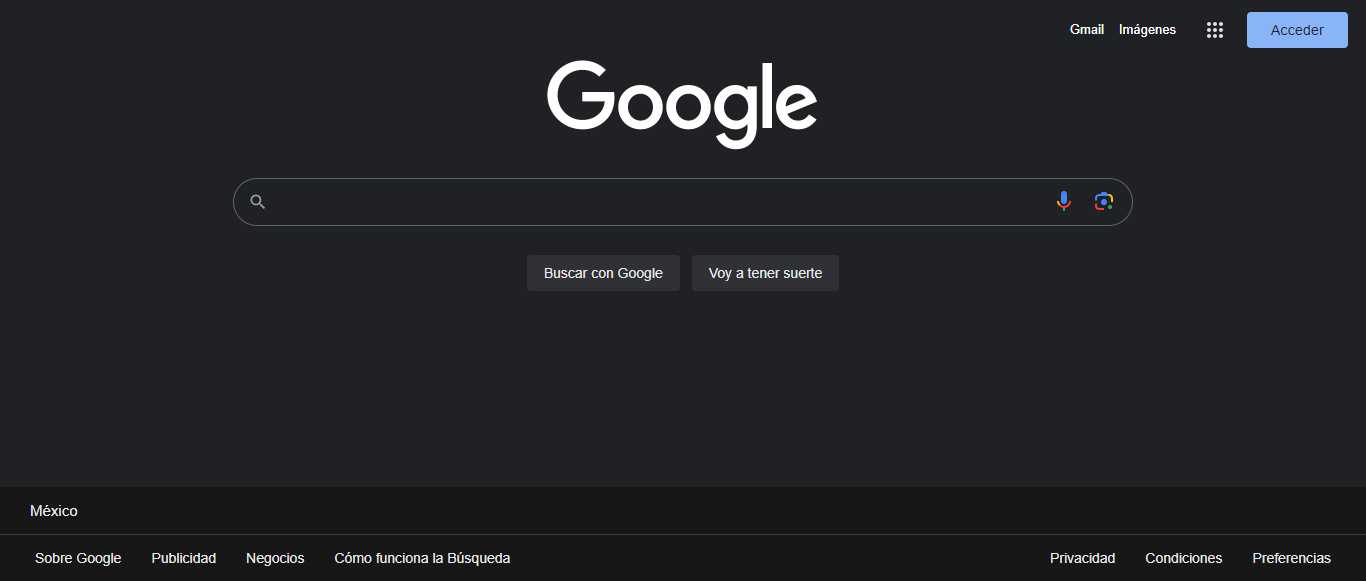 Gmail Imágenes Acceder
Google
Buscar con Google Voy a tener suerte
México
Sobre Google Publicidad Negocios Cómo funciona la Búsqueda Privacidad Condiciones Preferencias